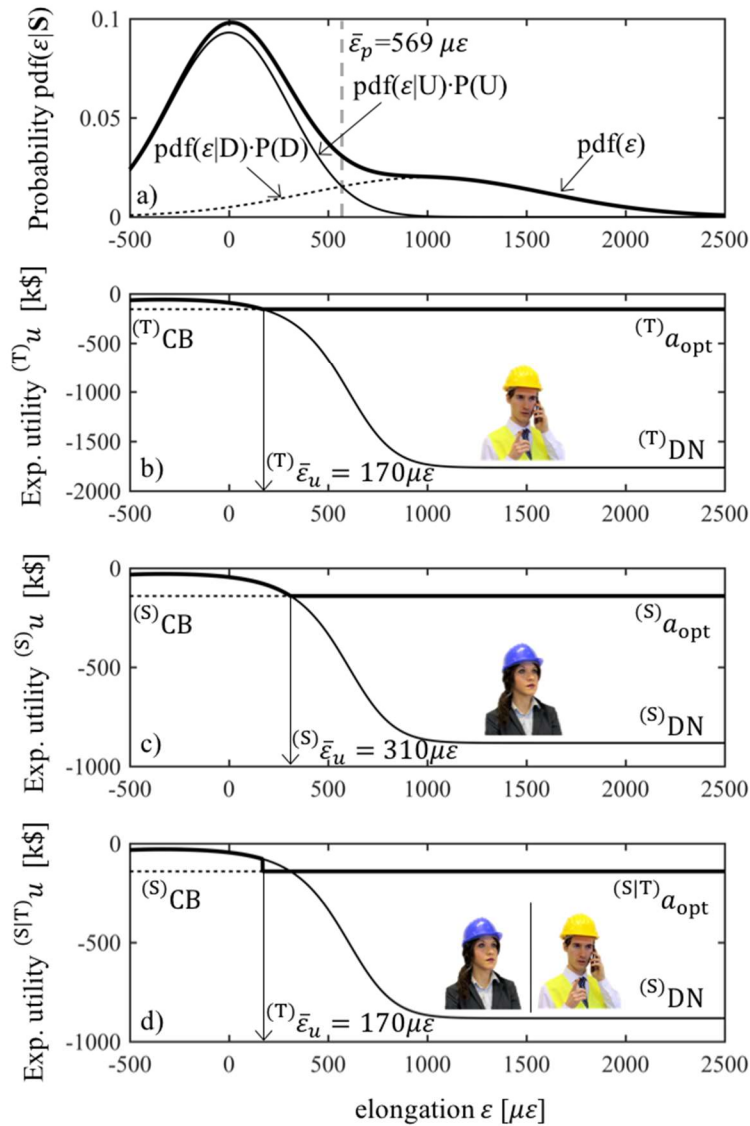 Probability pdf(ε|S)
0.1
0.05
0
ε̄ₚ=569 με
pdf(ε|U)·P(U)
pdf(ε|D)·P(D)
pdf(ε)
a)
-500 0 500 1000 1500 2000 2500
Exp. utility ⁽ᵀ⁾u [k$]
0
-500
-1000
-1500
-2000
(T)CB
(T)a_opt
(T)DN
(T)ε̄ᵤ = 170με
b)
-500 0 500 1000 1500 2000 2500
Exp. utility ⁽ˢ⁾u [k$]
0
-500
-1000
(S)CB
(S)a_opt
(S)DN
(S)ε̄ᵤ = 310με
c)
-500 0 500 1000 1500 2000 2500
Exp. utility ⁽ˢ|ᵀ⁾u [k$]
0
-500
-1000
(S)CB
(S|T)a_opt
(S)DN
(T)ε̄ᵤ = 170με
d)
-500 0 500 1000 1500 2000 2500
elongation ε [με]